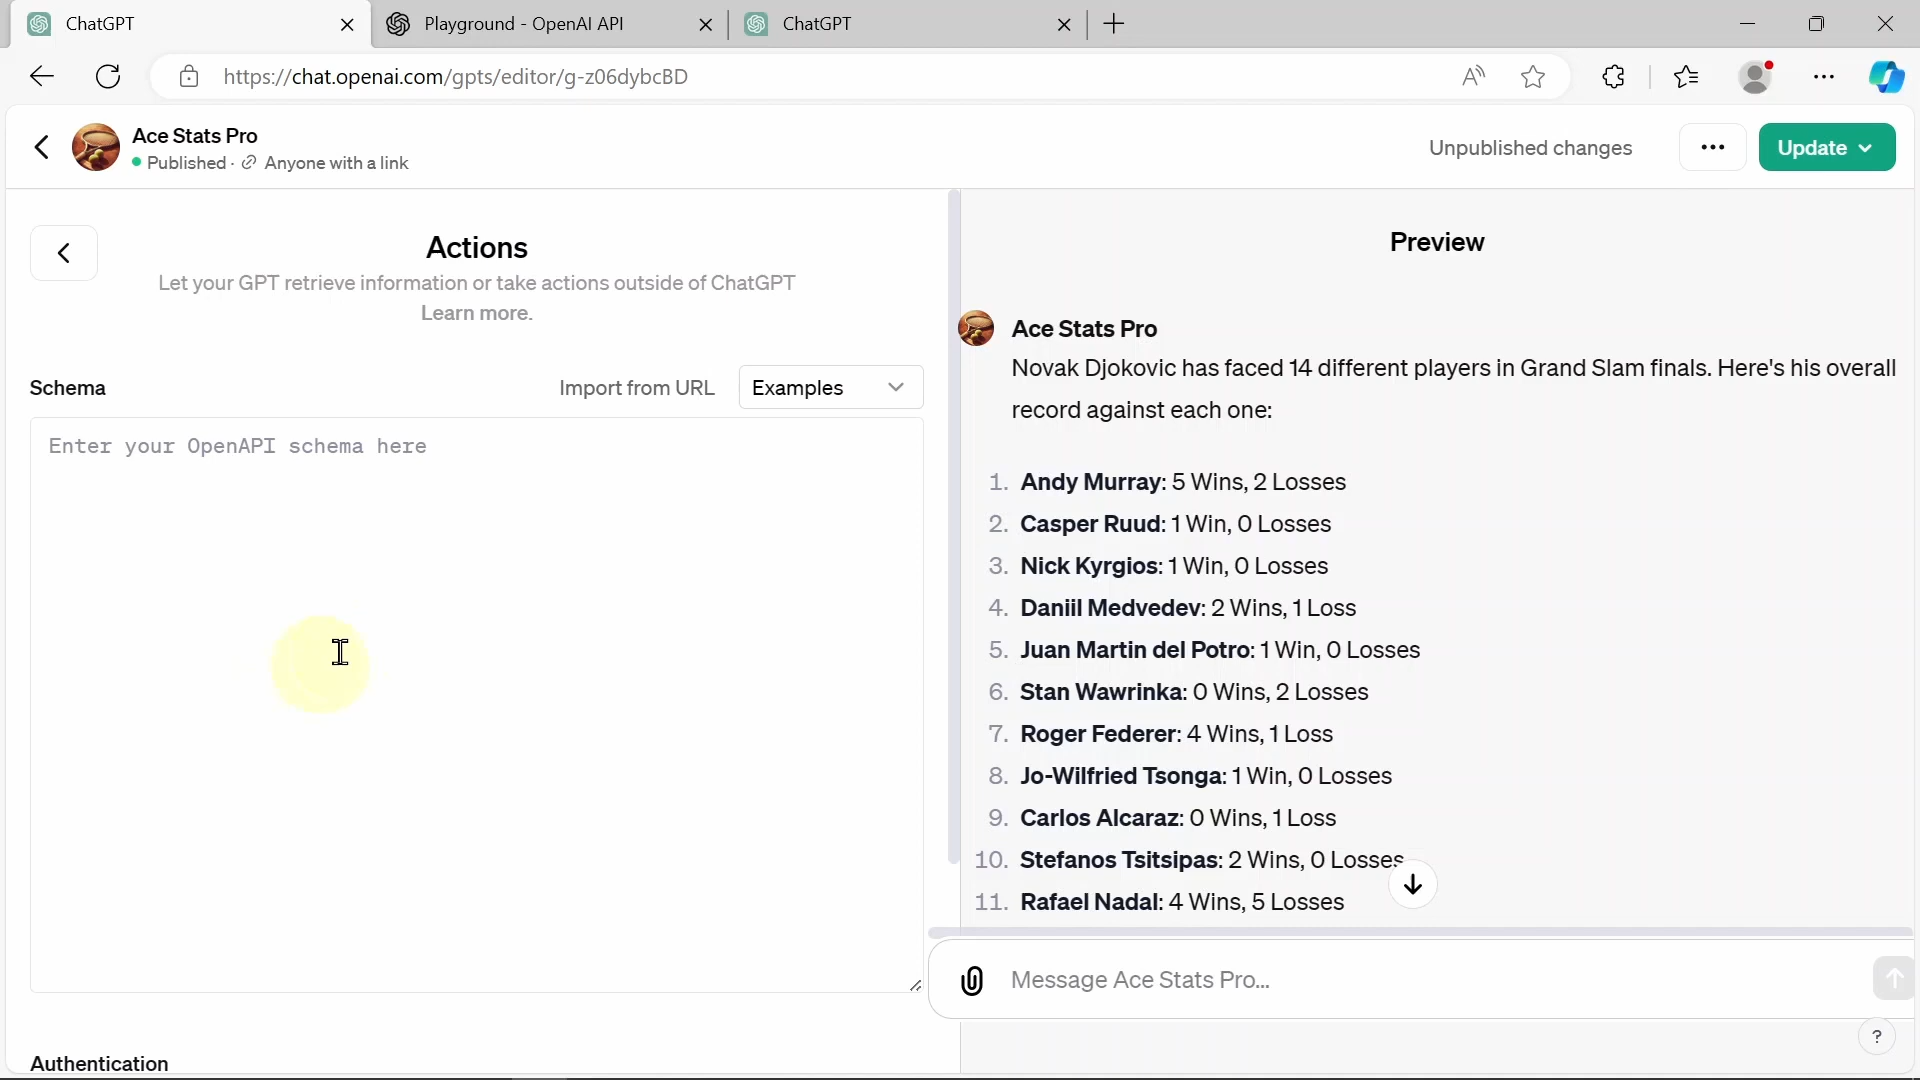 ChatGPT
Playground - OpenAI API
ChatGPT
https://chat.openai.com/gpts/editor/g-z06dybcBD
Ace Stats Pro
Published · Anyone with a link
Unpublished changes
Update
Actions
Let your GPT retrieve information or take actions outside of ChatGPT
Learn more.
Schema
Import from URL
Examples
Enter your OpenAPI schema here
Authentication
Preview
Ace Stats Pro
Novak Djokovic has faced 14 different players in Grand Slam finals. Here's his overall
record against each one:
1. Andy Murray: 5 Wins, 2 Losses
2. Casper Ruud: 1 Win, 0 Losses
3. Nick Kyrgios: 1 Win, 0 Losses
4. Daniil Medvedev: 2 Wins, 1 Loss
5. Juan Martin del Potro: 1 Win, 0 Losses
6. Stan Wawrinka: 0 Wins, 2 Losses
7. Roger Federer: 4 Wins, 1 Loss
8. Jo-Wilfried Tsonga: 1 Win, 0 Losses
9. Carlos Alcaraz: 0 Wins, 1 Loss
10. Stefanos Tsitsipas: 2 Wins, 0 Losses
11. Rafael Nadal: 4 Wins, 5 Losses
Message Ace Stats Pro...
?